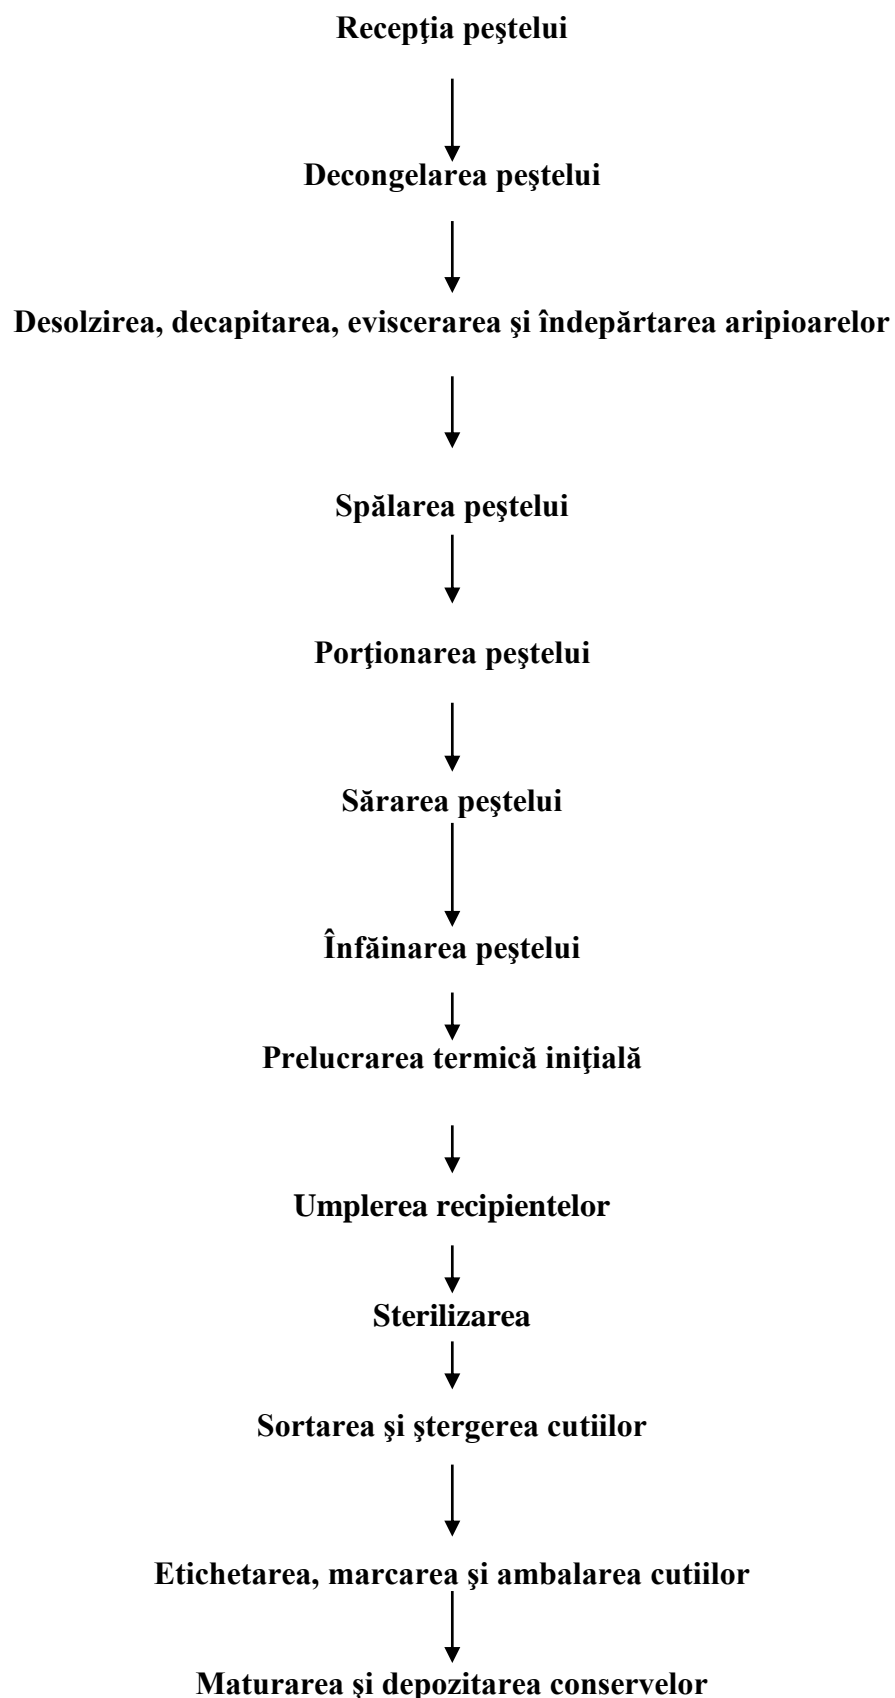 Recepţia peştelui
Decongelarea peştelui
Desolzirea, decapitarea, eviscerarea şi îndepărtarea aripioarelor
Spălarea peştelui
Porţionarea peştelui
Sărarea peştelui
Înfăinarea peştelui
Prelucrarea termică iniţială
Umplerea recipientelor
Sterilizarea
Sortarea şi ştergerea cutiilor
Etichetarea, marcarea şi ambalarea cutiilor
Maturarea şi depozitarea conservelor